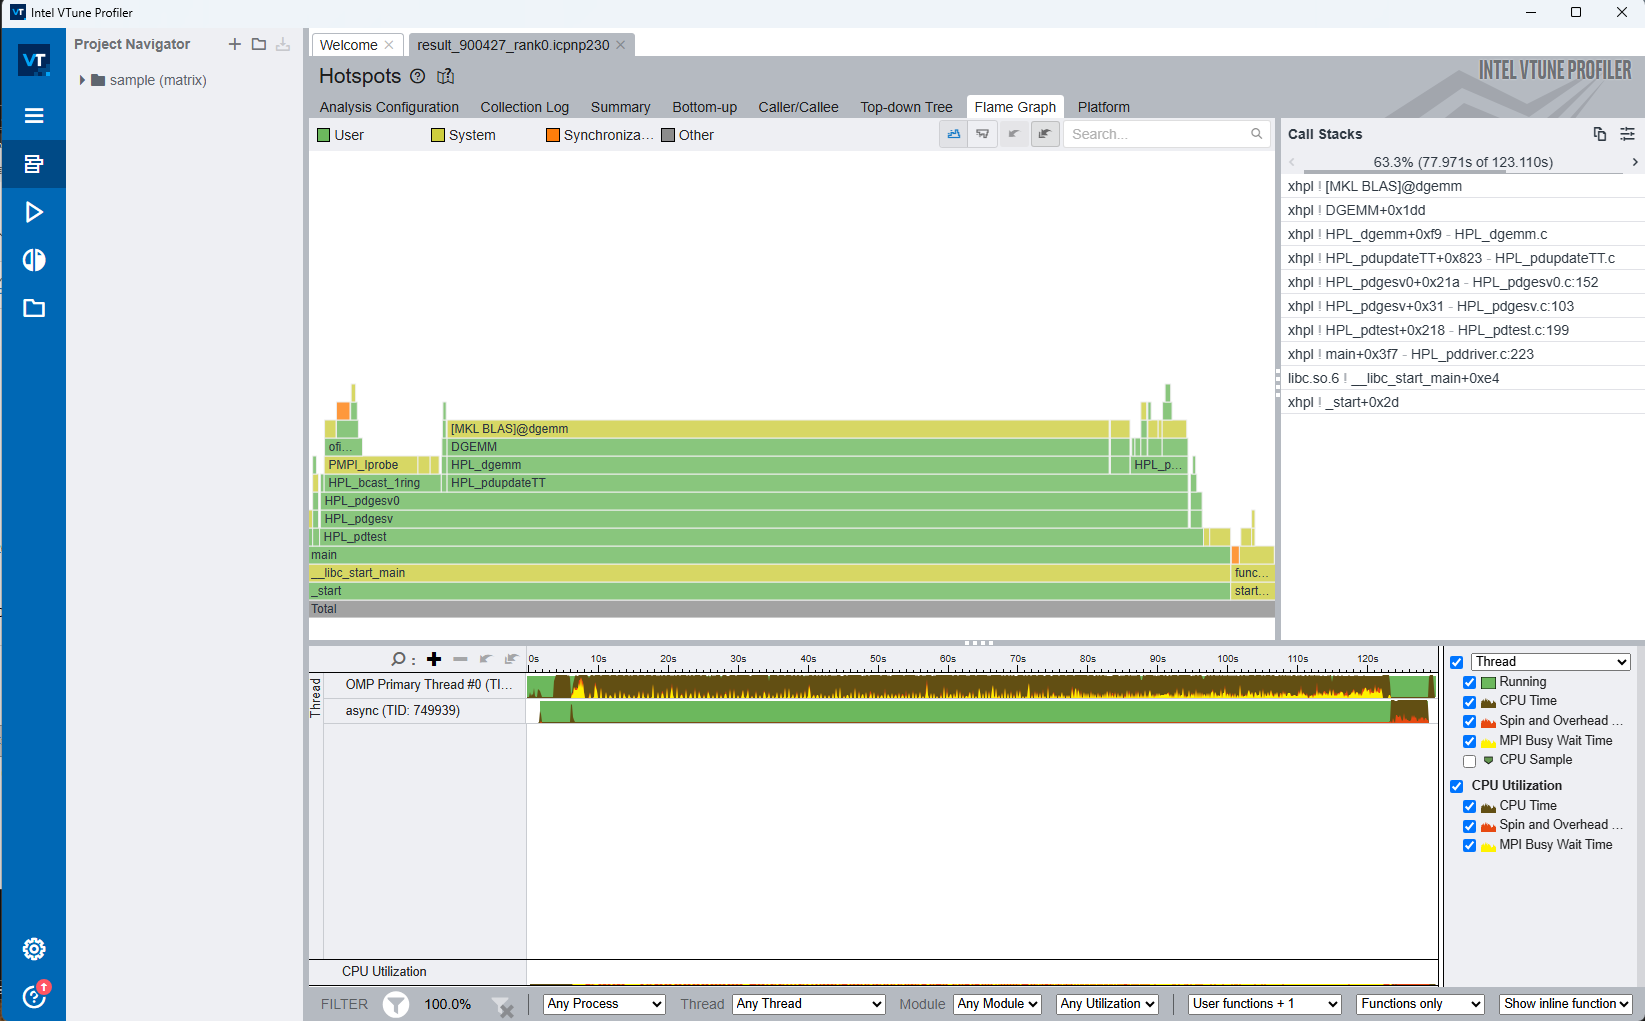 Intel VTune Profiler
VT
Project Navigator
sample (matrix)
Welcome
result_900427_rank0.icpnp230
Hotspots
INTEL VTUNE PROFILER
Analysis Configuration
Collection Log
Summary
Bottom-up
Caller/Callee
Top-down Tree
Flame Graph
Platform
User
System
Synchroniza...
Other
Search...
[MKL BLAS]@dgemm
ofi...
DGEMM
PMPI_Iprobe
HPL_dgemm
HPL_p...
HPL_bcast_1ring
HPL_pdupdateTT
HPL_pdgesv0
HPL_pdgesv
HPL_pdtest
main
__libc_start_main
func...
_start
start...
Total
Call Stacks
63.3% (77.971s of 123.110s)
xhpl ! [MKL BLAS]@dgemm
xhpl ! DGEMM+0x1dd
xhpl ! HPL_dgemm+0xf9 - HPL_dgemm.c
xhpl ! HPL_pdupdateTT+0x823 - HPL_pdupdateTT.c
xhpl ! HPL_pdgesv0+0x21a - HPL_pdgesv0.c:152
xhpl ! HPL_pdgesv+0x31 - HPL_pdgesv.c:103
xhpl ! HPL_pdtest+0x218 - HPL_pdtest.c:199
xhpl ! main+0x3f7 - HPL_pddriver.c:223
libc.so.6 ! __libc_start_main+0xe4
xhpl ! _start+0x2d
0s 10s 20s 30s 40s 50s 60s 70s 80s 90s 100s 110s 120s
Thread
OMP Primary Thread #0 (TI...
async (TID: 749939)
CPU Utilization
Thread
Running
CPU Time
Spin and Overhead ...
MPI Busy Wait Time
CPU Sample
CPU Utilization
CPU Time
Spin and Overhead ...
MPI Busy Wait Time
FILTER
100.0%
Any Process
Thread
Any Thread
Module
Any Module
Any Utilization
User functions + 1
Functions only
Show inline function